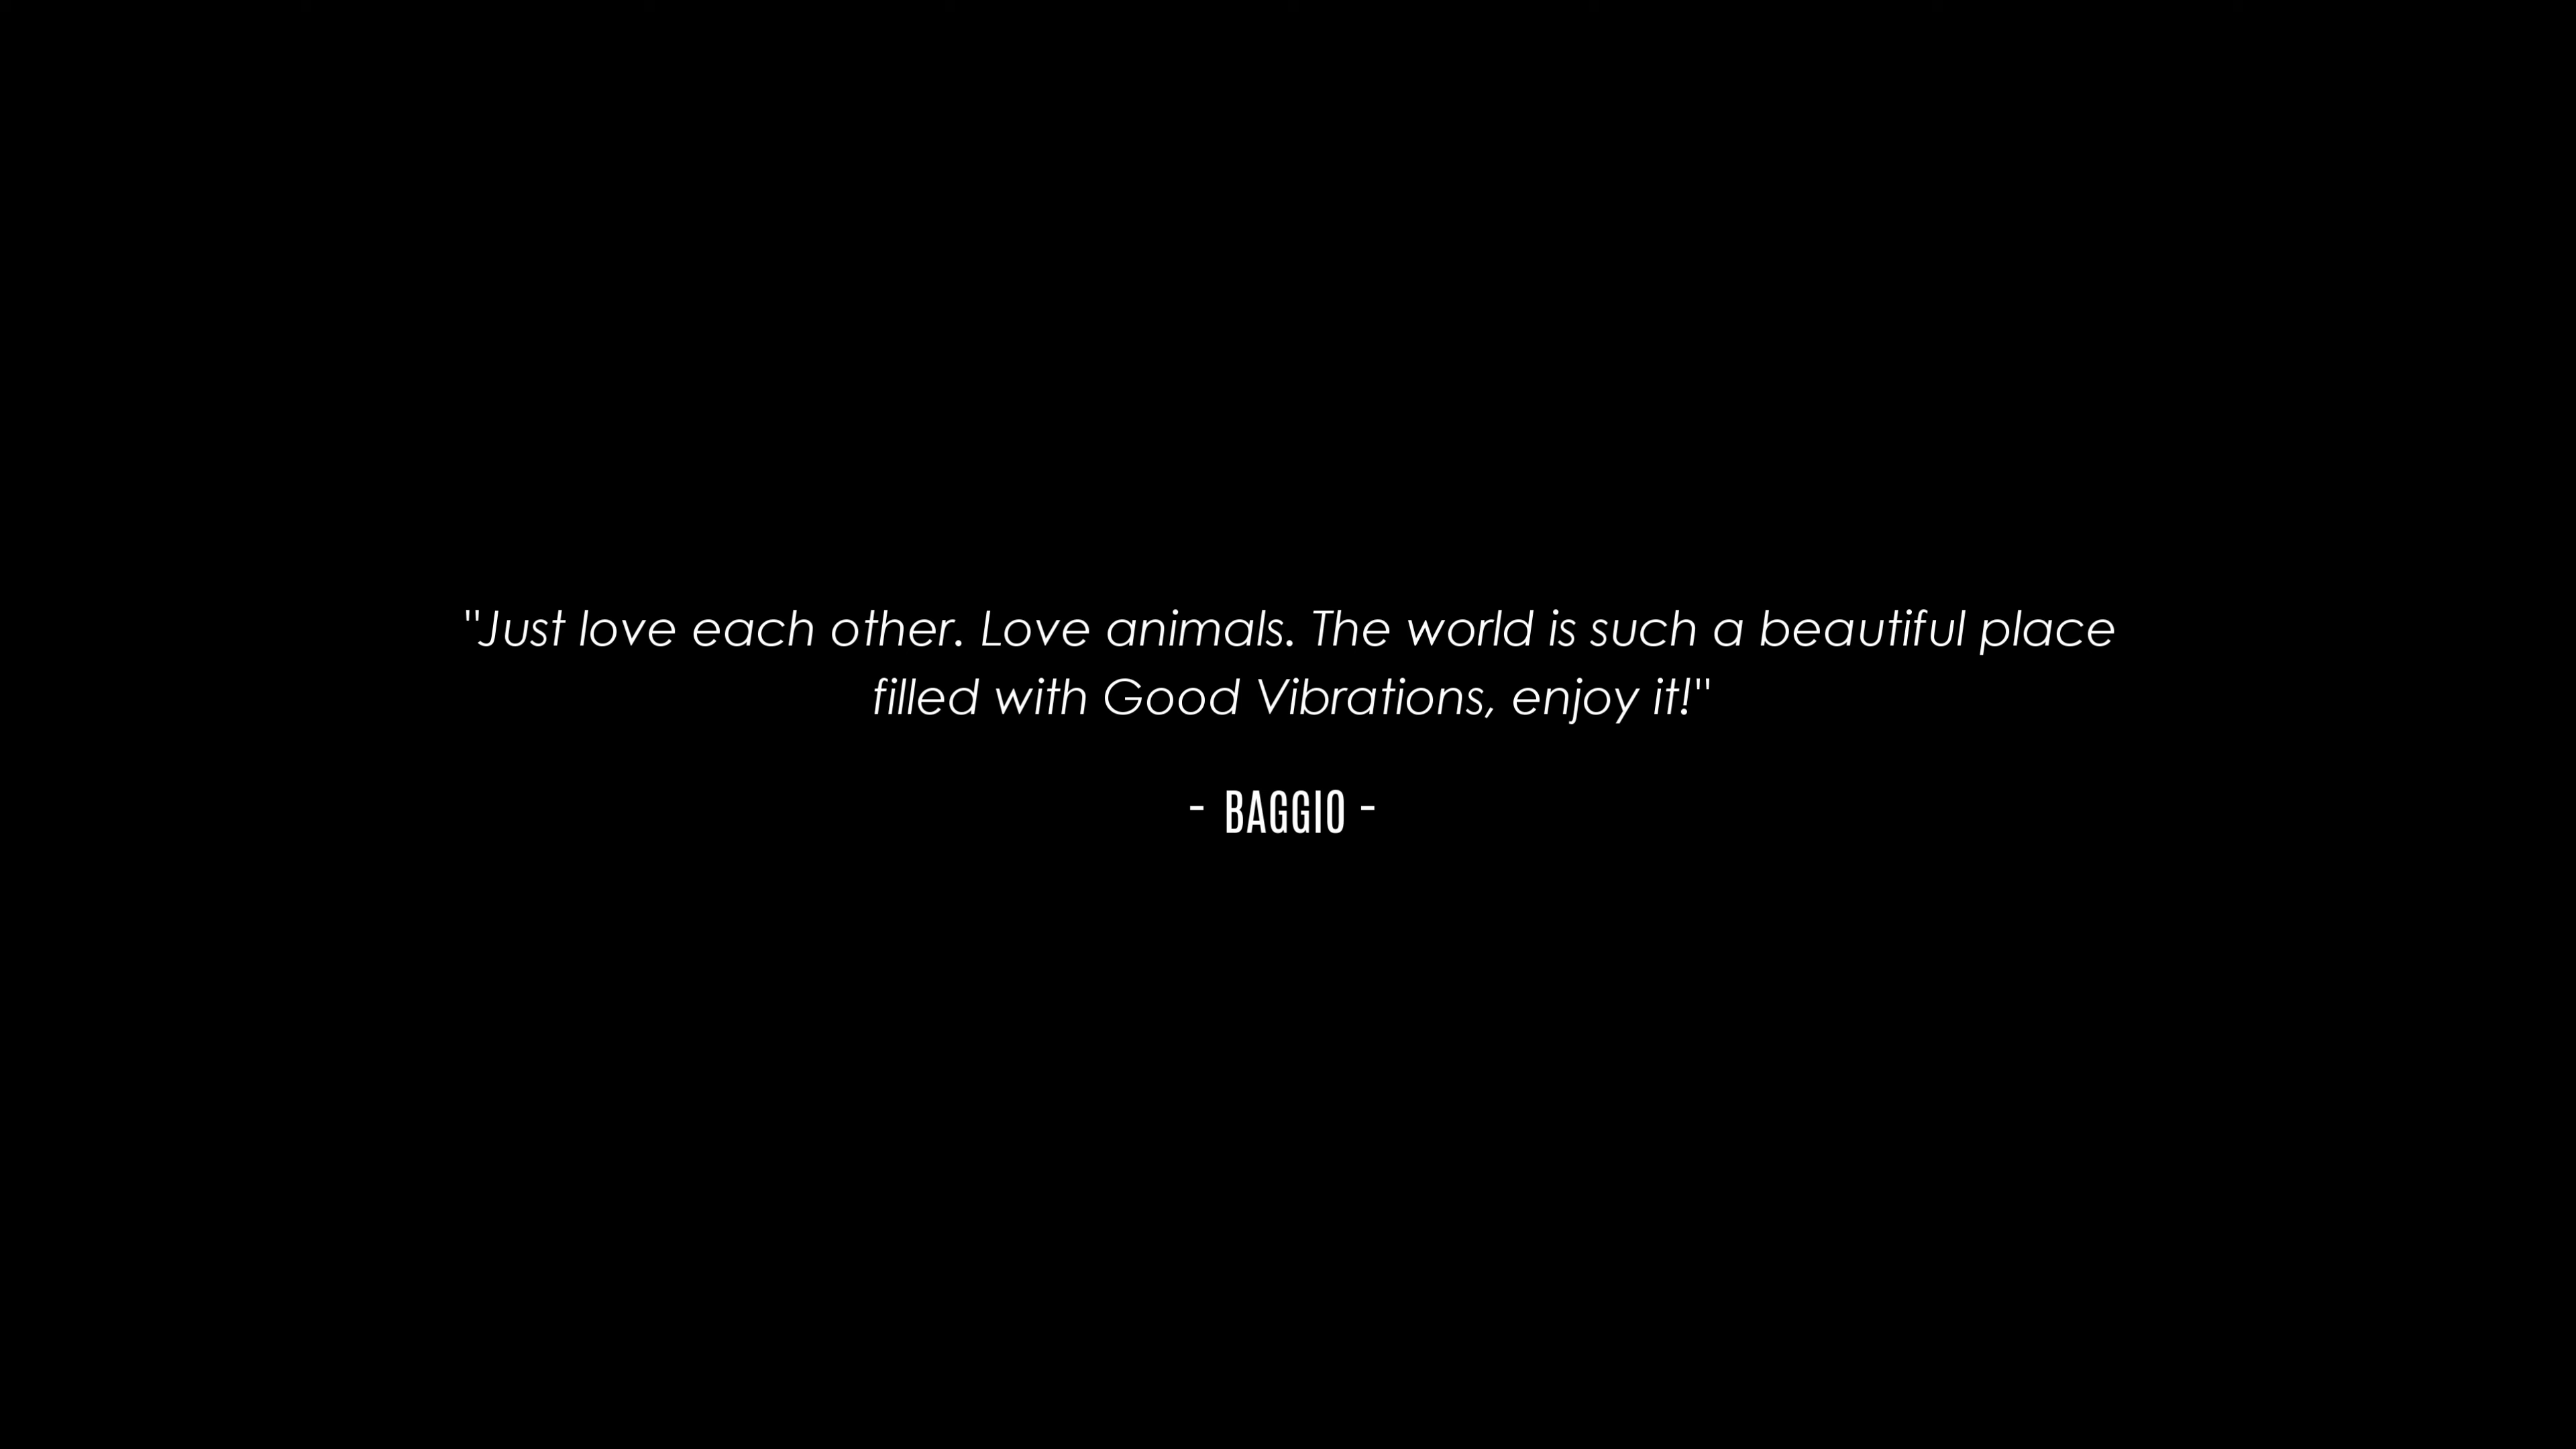 "Just love each other. Love animals. The world is such a beautiful place
filled with Good Vibrations, enjoy it!"
- BAGGIO -